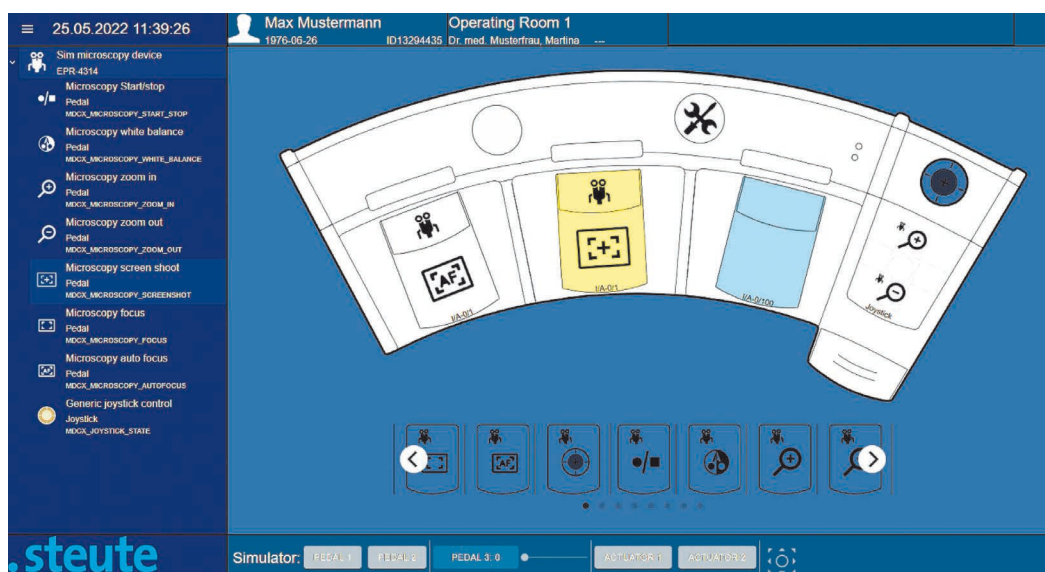 25.05.2022 11:39:26
Max Mustermann
Operating Room 1
1976-06-26
ID13294435
Dr. med. Musterfrau, Martina
---
Sim microscopy device
EPR-4314
Microscopy Start/stop
Pedal
MDCX_MICROSCOPY_START_STOP
Microscopy white balance
Pedal
MDCX_MICROSCOPY_WHITE_BALANCE
Microscopy zoom in
Pedal
MDCX_MICROSCOPY_ZOOM_IN
Microscopy zoom out
Pedal
MDCX_MICROSCOPY_ZOOM_OUT
Microscopy screen shoot
Pedal
MDCX_MICROSCOPY_SCREENSHOT
Microscopy focus
Pedal
MDCX_MICROSCOPY_FOCUS
Microscopy auto focus
Pedal
MDCX_MICROSCOPY_AUTOFOCUS
Generic joystick control
Joystick
MDCX_JOYSTICK_STATE
AF
I/A-0/1
I/A-0/1
I/A-0/100
Joystick
AF
.steute
Simulator:
PEDAL 1
PEDAL 2
PEDAL 3: 0
ACTUATOR 1
ACTUATOR 2